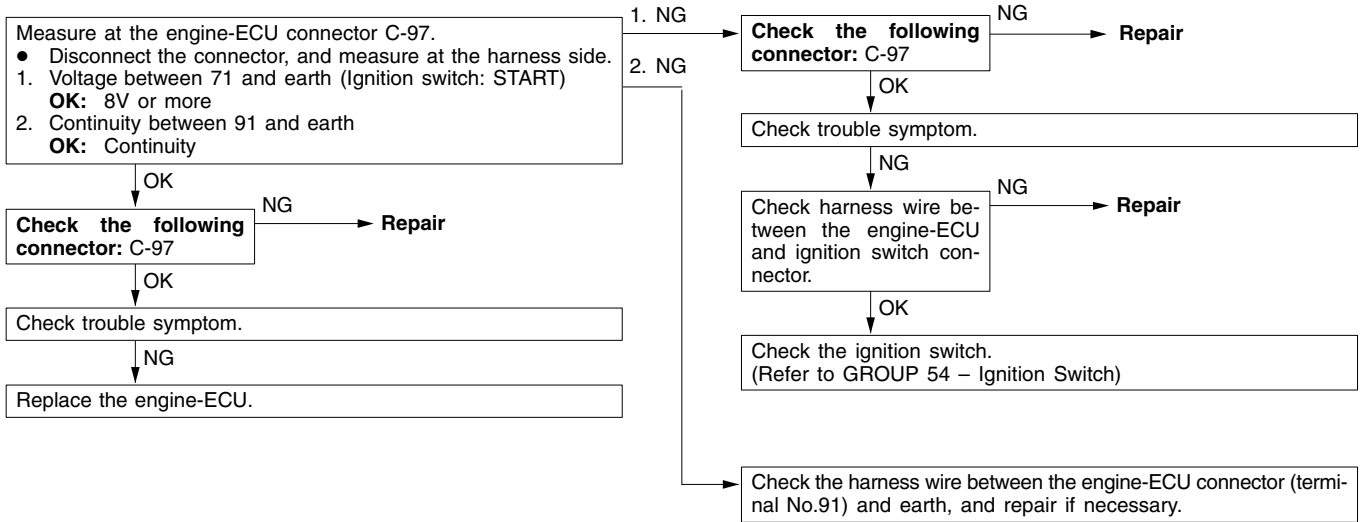 Measure at the engine-ECU connector C-97.
● Disconnect the connector, and measure at the harness side.
1. Voltage between 71 and earth (Ignition switch: START)
OK: 8V or more
2. Continuity between 91 and earth
OK: Continuity
OK
Check the following
connector: C-97
NG
Repair
OK
Check trouble symptom.
NG
Replace the engine-ECU.
1. NG
2. NG
Check the following
connector: C-97
NG
Repair
OK
Check trouble symptom.
NG
Check harness wire be-
tween the engine-ECU
and ignition switch con-
nector.
NG
Repair
OK
Check the ignition switch.
(Refer to GROUP 54 – Ignition Switch)
Check the harness wire between the engine-ECU connector (termi-
nal No.91) and earth, and repair if necessary.